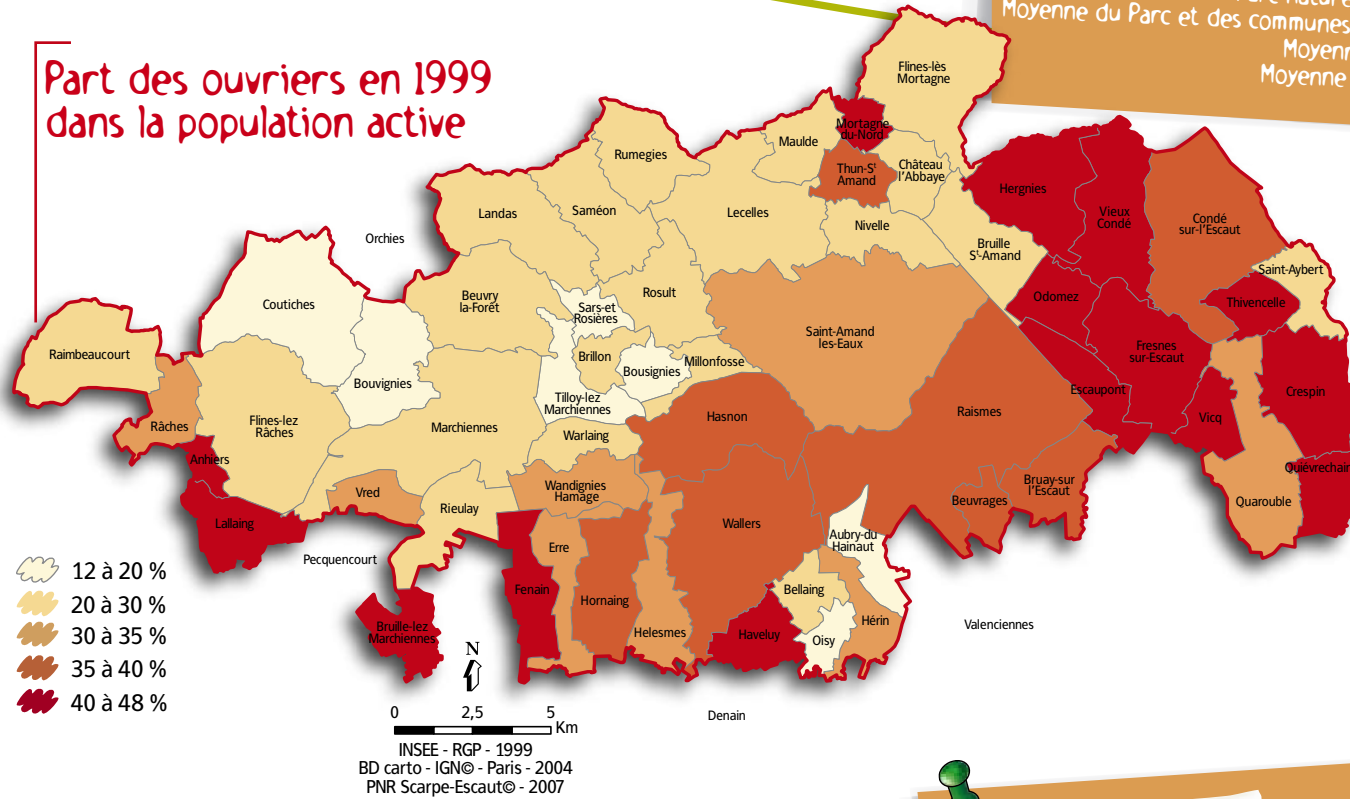 Moyenne du Parc et des communes
Moyenne
Part des ouvriers en 1999
dans la population active
Flines-lès
Mortagne
Mortagne
du-Nord
Maulde
Rumegies
Thun-Sᵗ
Amand
Château
l'Abbaye
Hergnies
Vieux
Condé
Condé
sur-l'Escaut
Landas
Saméon
Lecelles
Nivelle
Orchies
Bruille
Sᵗ-Amand
Saint-Aybert
Coutiches
Beuvry
la-Forêt
Rosult
Sars-et
Rosières
Odomez
Thivencelle
Saint-Amand
les-Eaux
Raimbeaucourt
Brillon
Bousignies
Millonfosse
Fresnes
sur-Escaut
Bouvignies
Escaupont
Crespin
Tilloy-lez
Marchiennes
Râches
Flines-lez
Râches
Marchiennes
Warlaing
Hasnon
Raismes
Vicq
Anhiers
Quiévrechain
Vred
Wandignies
Hamage
Rieulay
Bruay-sur
l'Escaut
Beuvrages
Quarouble
Lallaing
Wallers
Aubry-du
Hainaut
Pecquencourt
Erre
12 à 20 %
20 à 30 %
30 à 35 %
35 à 40 %
40 à 48 %
Fenain
Hornaing
Bellaing
Bruille-lez
Marchiennes
Helesmes
Haveluy
Oisy
Hérin
Valenciennes
N
Denain
0 2,5 5
Km
INSEE - RGP - 1999
BD carto - IGN© - Paris - 2004
PNR Scarpe-Escaut© - 2007